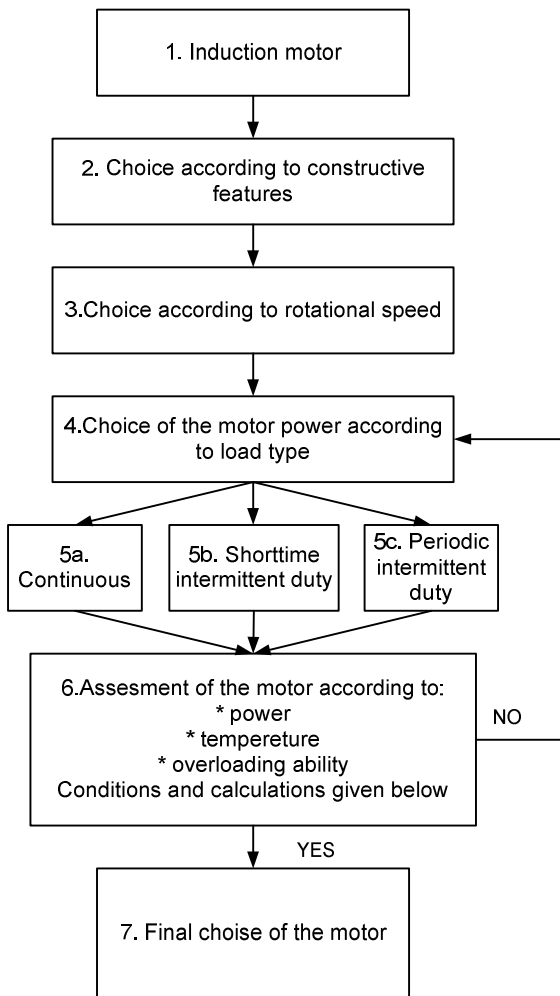 1. Induction motor
2. Choice according to constructive
features
3.Choice according to rotational speed
4.Choice of the motor power according
to load type
5a.
Continuous
5b. Shorttime
intermittent duty
5c. Periodic
intermittent
duty
6.Assesment of the motor according to:
* power
* tempereture
* overloading ability
Conditions and calculations given below
NO
YES
7. Final choise of the motor